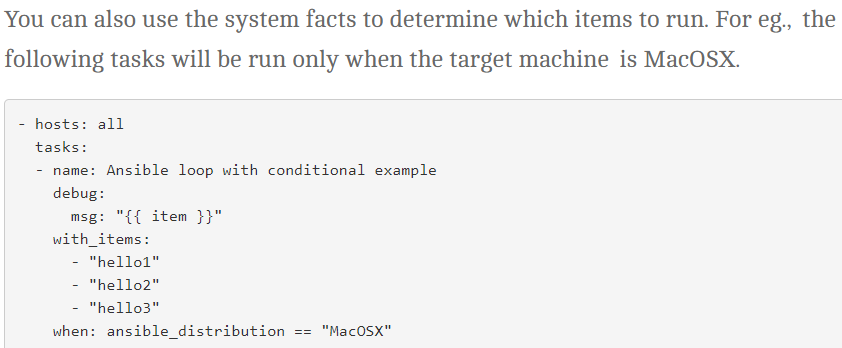 You can also use the system facts to determine which items to run. For eg., the
following tasks will be run only when the target machine is MacOSX.
- hosts: all
  tasks:
  - name: Ansible loop with conditional example
    debug:
      msg: "{{ item }}"
    with_items:
      - "hello1"
      - "hello2"
      - "hello3"
    when: ansible_distribution == "MacOSX"